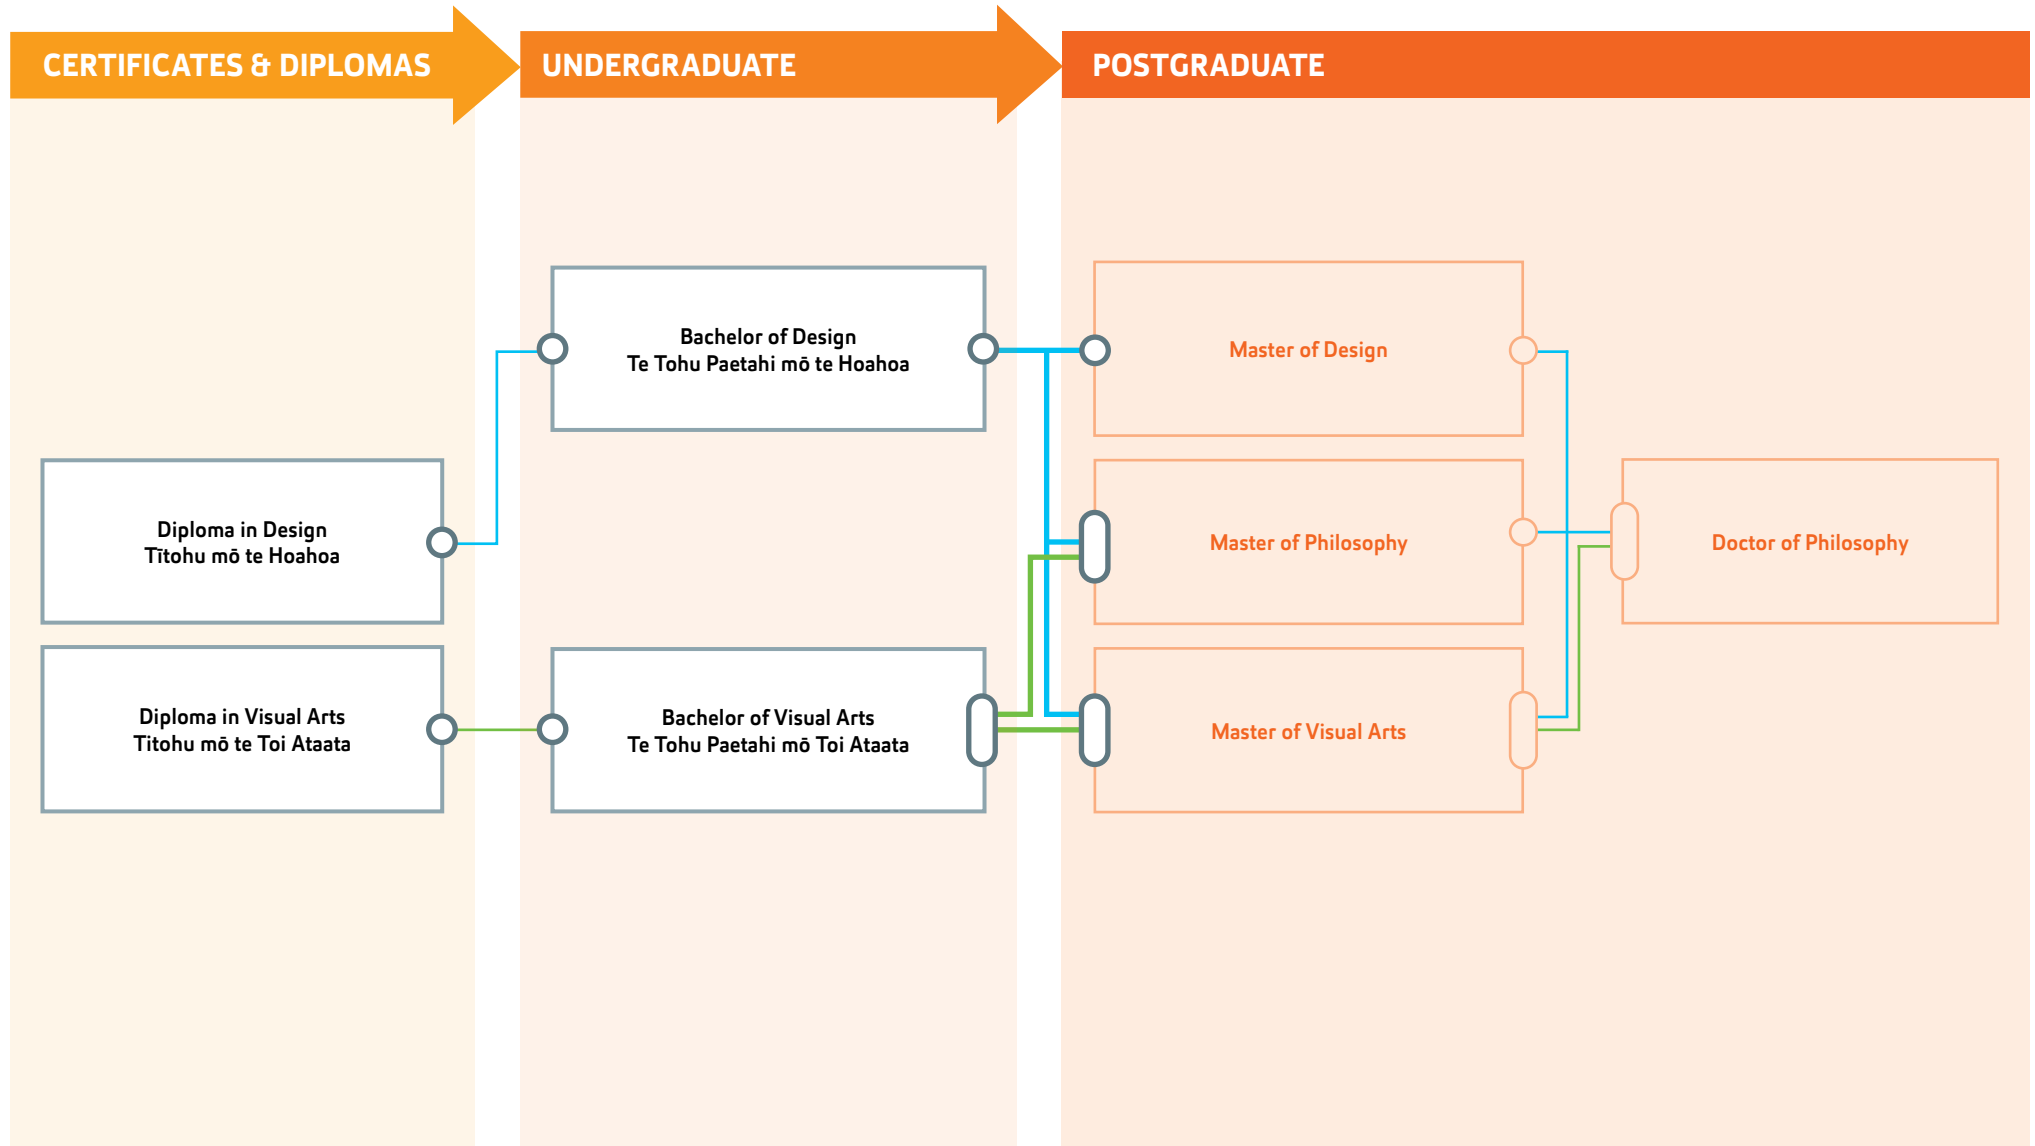 CERTIFICATES & DIPLOMAS
UNDERGRADUATE
POSTGRADUATE
Diploma in Design
Tītohu mō te Hoahoa
Diploma in Visual Arts
Titohu mō te Toi Ataata
Bachelor of Design
Te Tohu Paetahi mō te Hoahoa
Bachelor of Visual Arts
Te Tohu Paetahi mō Toi Ataata
Master of Design
Master of Philosophy
Master of Visual Arts
Doctor of Philosophy